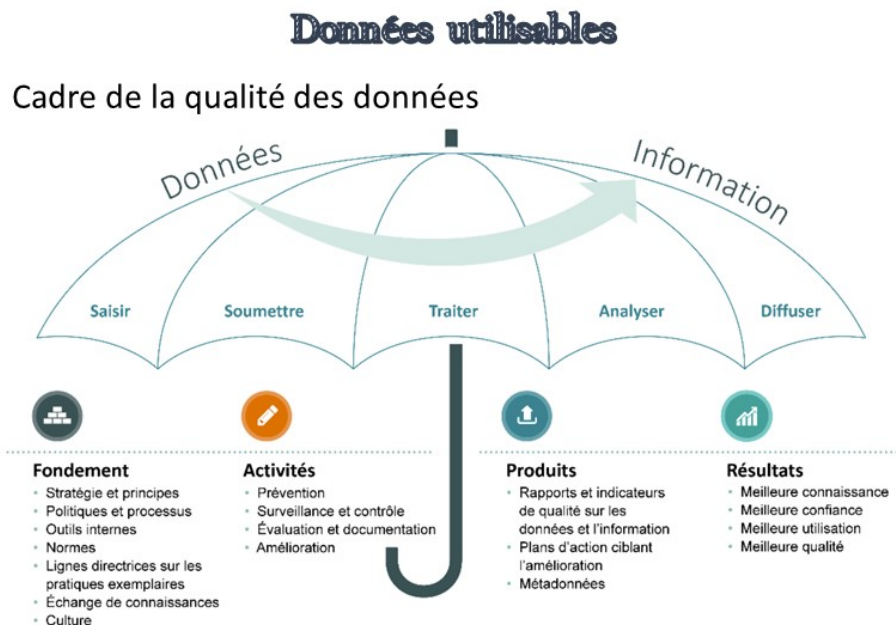 Données utilisables
Cadre de la qualité des données
Données
Information
Saisir
Soumettre
Traiter
Analyser
Diffuser
Fondement
Stratégie et principes
Politiques et processus
Outils internes
Normes
Lignes directrices sur les
pratiques exemplaires
Échange de connaissances
Culture
Activités
Prévention
Surveillance et contrôle
Évaluation et documentation
Amélioration
Produits
Rapports et indicateurs
de qualité sur les
données et l'information
Plans d'action ciblant
l'amélioration
Métadonnées
Résultats
Meilleure connaissance
Meilleure confiance
Meilleure utilisation
Meilleure qualité